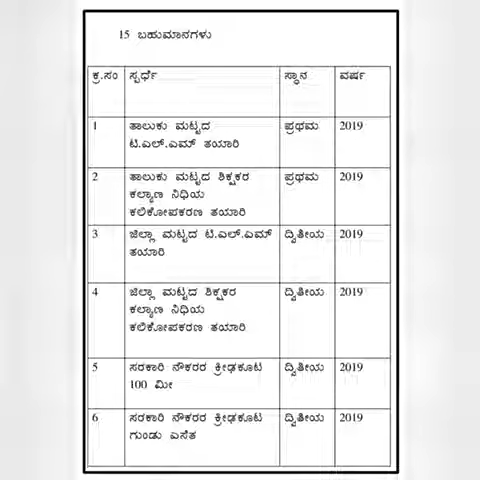 15 ಬಹುಮಾನಗಳು
ಕ್ರ.ಸಂ ಸ್ಪರ್ಧೆ ಸ್ಥಾನ ವರ್ಷ
1 ತಾಲುಕು ಮಟ್ಟದ ಪ್ರಥಮ 2019
ಟಿ.ಎಲ್.ಎಮ್ ತಯಾರಿ
2 ತಾಲುಕು ಮಟ್ಟದ ಶಿಕ್ಷಕರ ಪ್ರಥಮ 2019
ಕಲ್ಯಾಣ ನಿಧಿಯ
ಕಲಿಕೋಪಕರಣ ತಯಾರಿ
3 ಜಿಲ್ಲಾ ಮಟ್ಟದ ಟಿ.ಎಲ್.ಎಮ್ ದ್ವಿತೀಯ 2019
ತಯಾರಿ
4 ಜಿಲ್ಲಾ ಮಟ್ಟದ ಶಿಕ್ಷಕರ ದ್ವಿತೀಯ 2019
ಕಲ್ಯಾಣ ನಿಧಿಯ
ಕಲಿಕೋಪಕರಣ ತಯಾರಿ
5 ಸರಕಾರಿ ನೌಕರರ ಕ್ರೀಢಕೂಟ ದ್ವಿತೀಯ 2019
100 ಮೀ
6 ಸರಕಾರಿ ನೌಕರರ ಕ್ರೀಢಕೂಟ ದ್ವಿತೀಯ 2019
ಗುಂಡು ಎಸೆತ